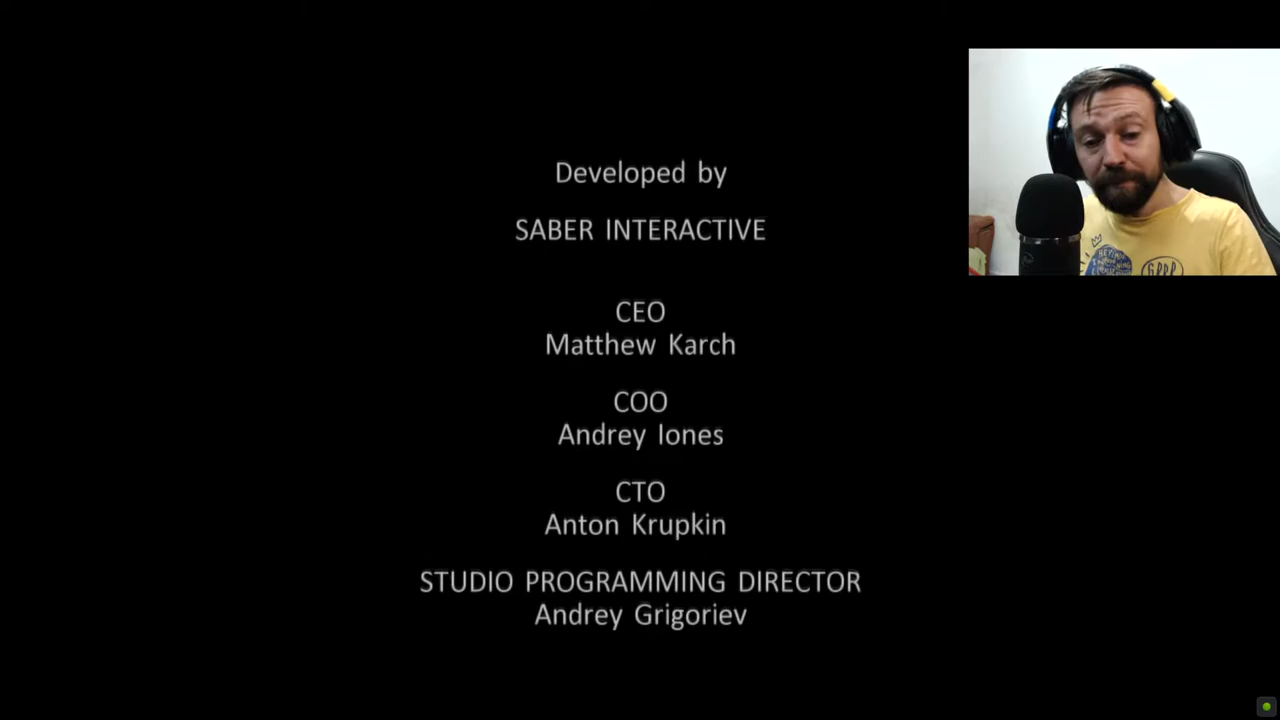 Developed by
SABER INTERACTIVE
CEO
Matthew Karch
COO
Andrey Iones
CTO
Anton Krupkin
STUDIO PROGRAMMING DIRECTOR
Andrey Grigoriev